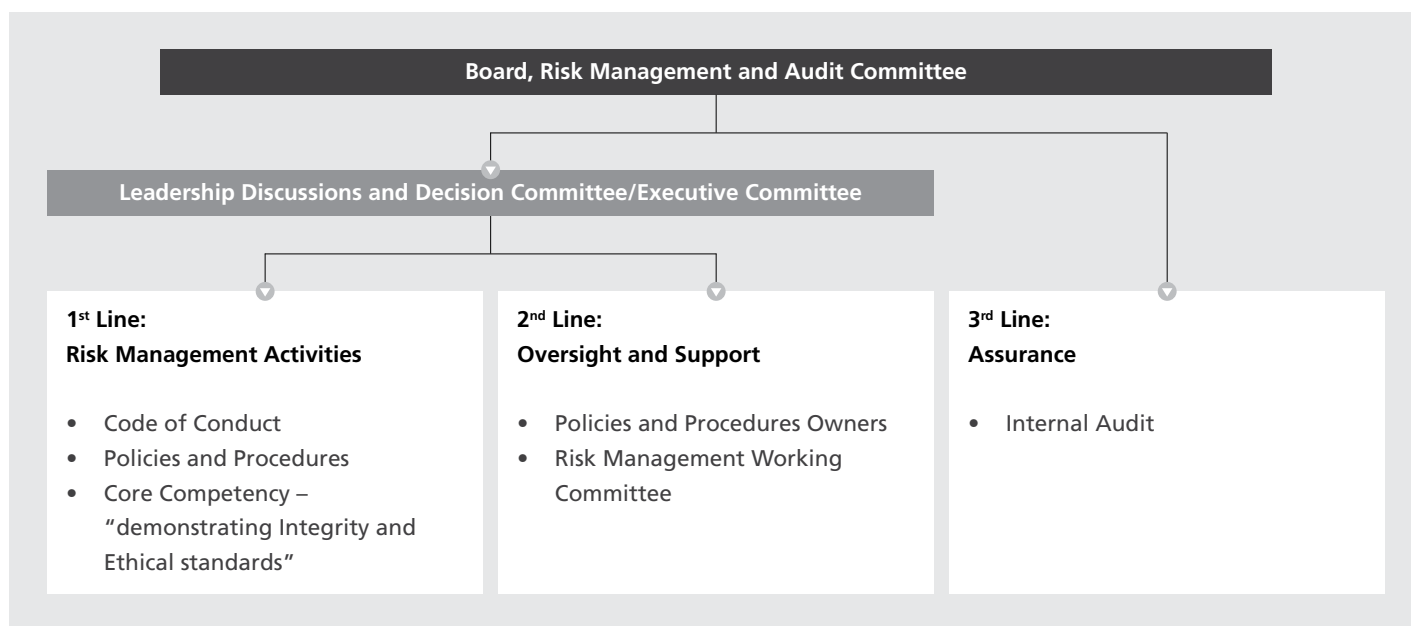 Board, Risk Management and Audit Committee
Leadership Discussions and Decision Committee/Executive Committee
1st Line:
Risk Management Activities
• Code of Conduct
• Policies and Procedures
• Core Competency –
“demonstrating Integrity and
Ethical standards”
2nd Line:
Oversight and Support
• Policies and Procedures Owners
• Risk Management Working
Committee
3rd Line:
Assurance
• Internal Audit